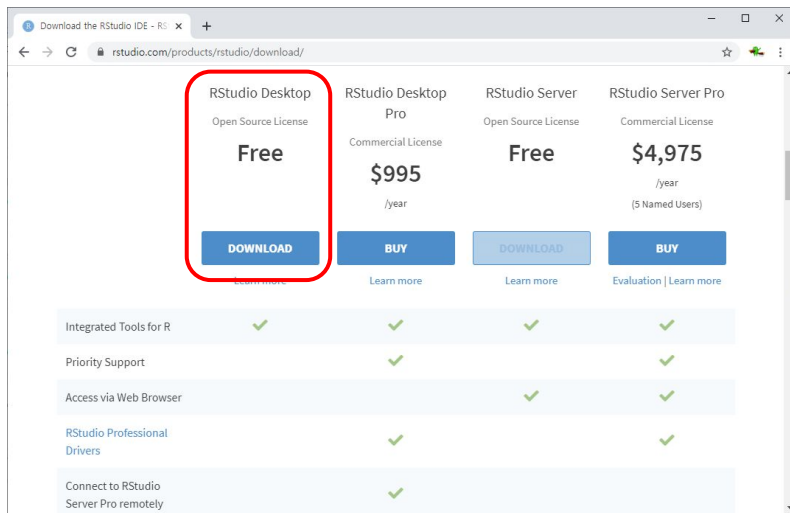 Download the RStudio IDE - RS
rstudio.com/products/rstudio/download/
RStudio Desktop
Open Source License
Free
DOWNLOAD
Learn more
RStudio Desktop
Pro
Commercial License
$995
/year
BUY
Learn more
RStudio Server
Open Source License
Free
DOWNLOAD
Learn more
RStudio Server Pro
Commercial License
$4,975
/year
(5 Named Users)
BUY
Evaluation | Learn more
Integrated Tools for R
Priority Support
Access via Web Browser
RStudio Professional
Drivers
Connect to RStudio
Server Pro remotely